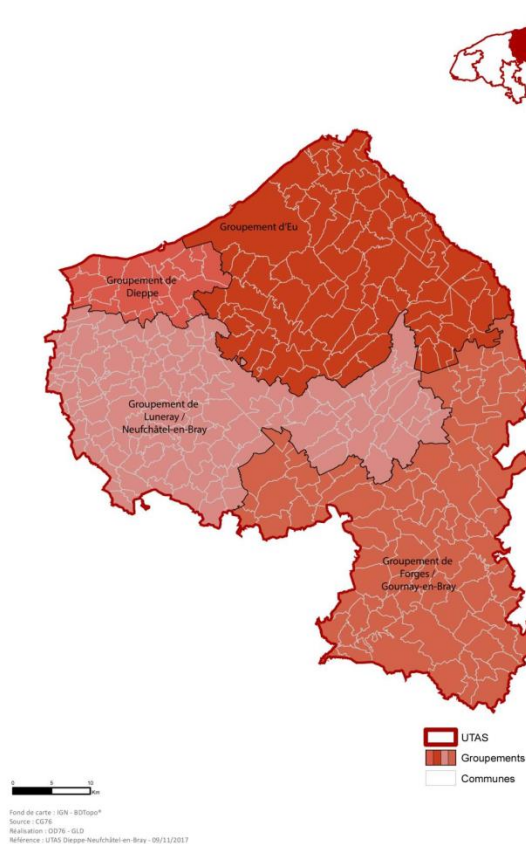 Groupement d'Eu
Groupement de
Dieppe
Groupement de
Luneray /
Neufchâtel-en-Bray
Groupement de
Forges /
Gournay-en-Bray
UTAS
Groupements
Communes
0 5 10
Km
Fond de carte : IGN - BDTopo®
Source : CG76
Réalisation : DD76 - GLD
Référence : UTAS Dieppe-Neufchâtel-en-Bray - 09/11/2017